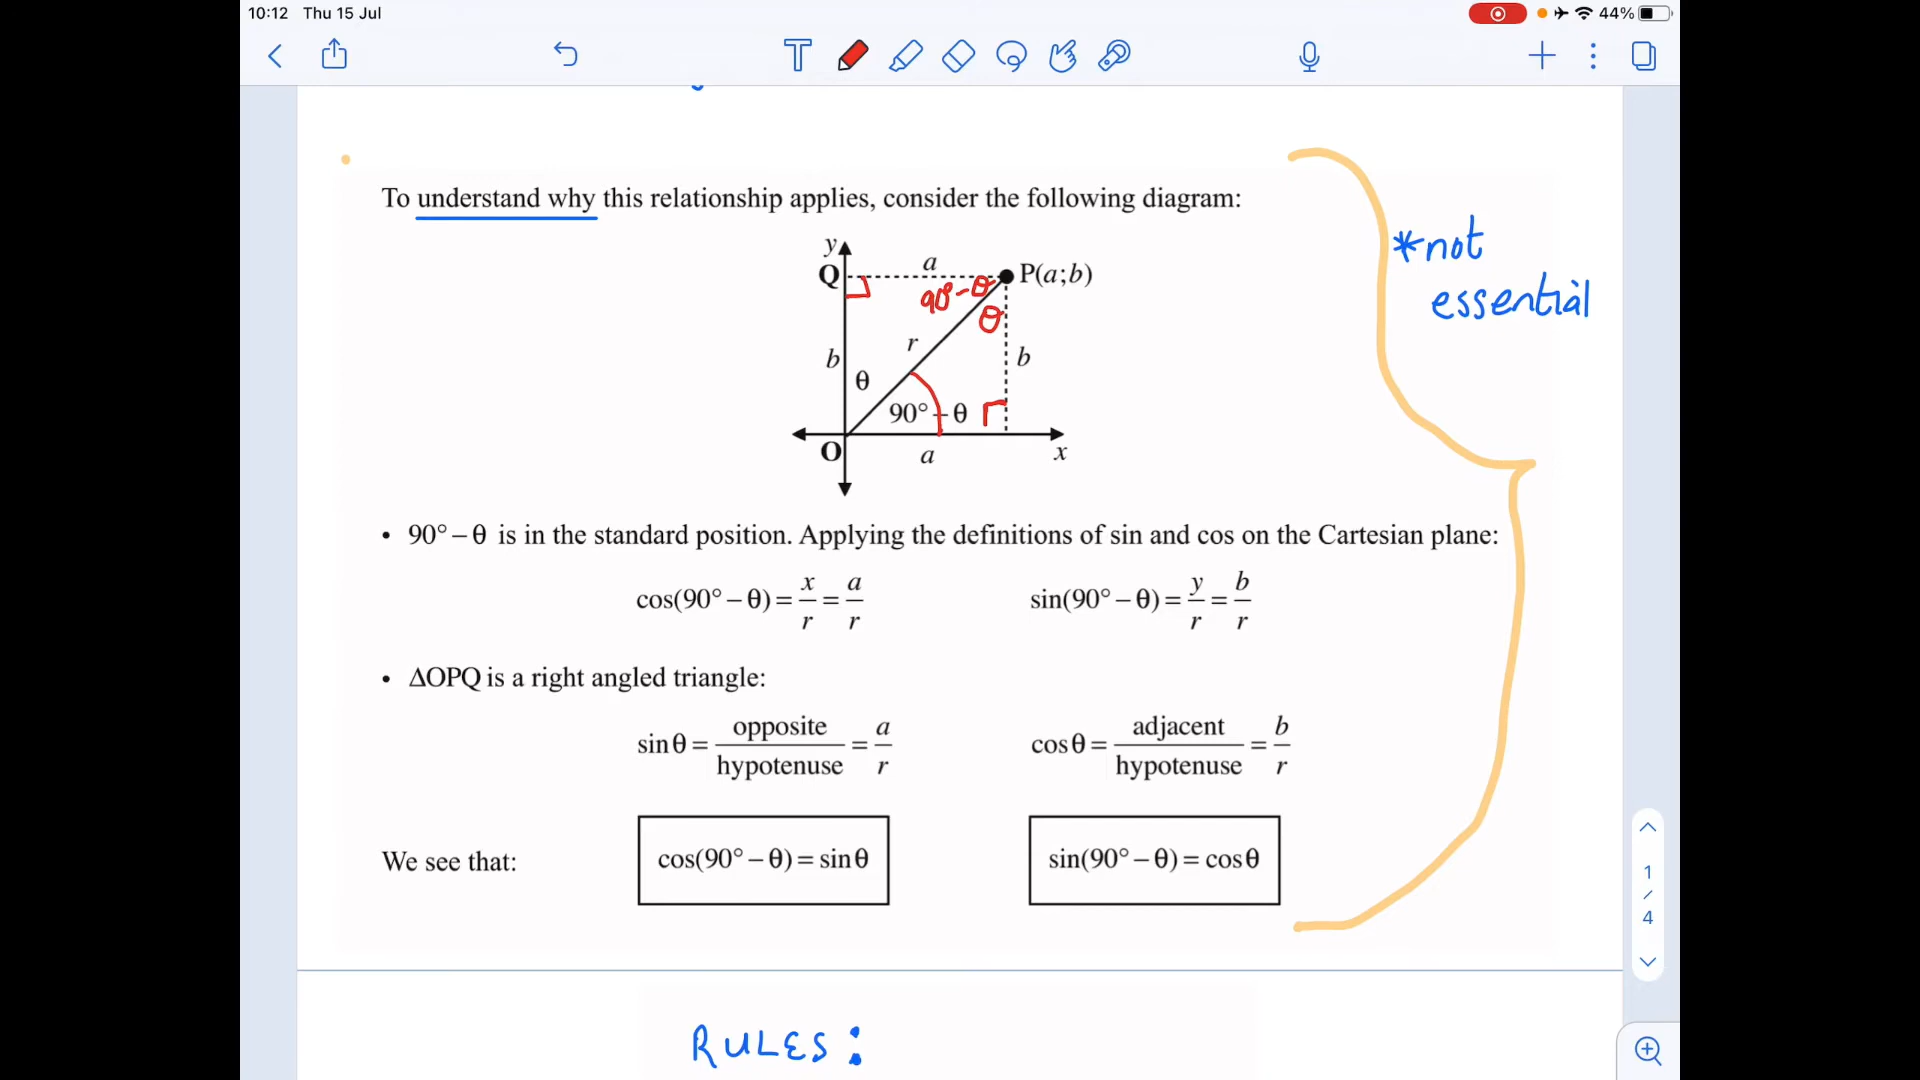 10:12 Thu 15 Jul 44%
To understand why this relationship applies, consider the following diagram:
y
Q a P(a;b)
90° - θ
θ
r
b θ b
90° – θ
O a x
*not
essential
• 90° – θ is in the standard position. Applying the definitions of sin and cos on the Cartesian plane:
cos(90° – θ) = x/r = a/r sin(90° – θ) = y/r = b/r
• ΔOPQ is a right angled triangle:
sin θ = opposite/hypotenuse = a/r cos θ = adjacent/hypotenuse = b/r
We see that: cos(90° – θ) = sin θ sin(90° – θ) = cos θ
1
/
4
RULES: